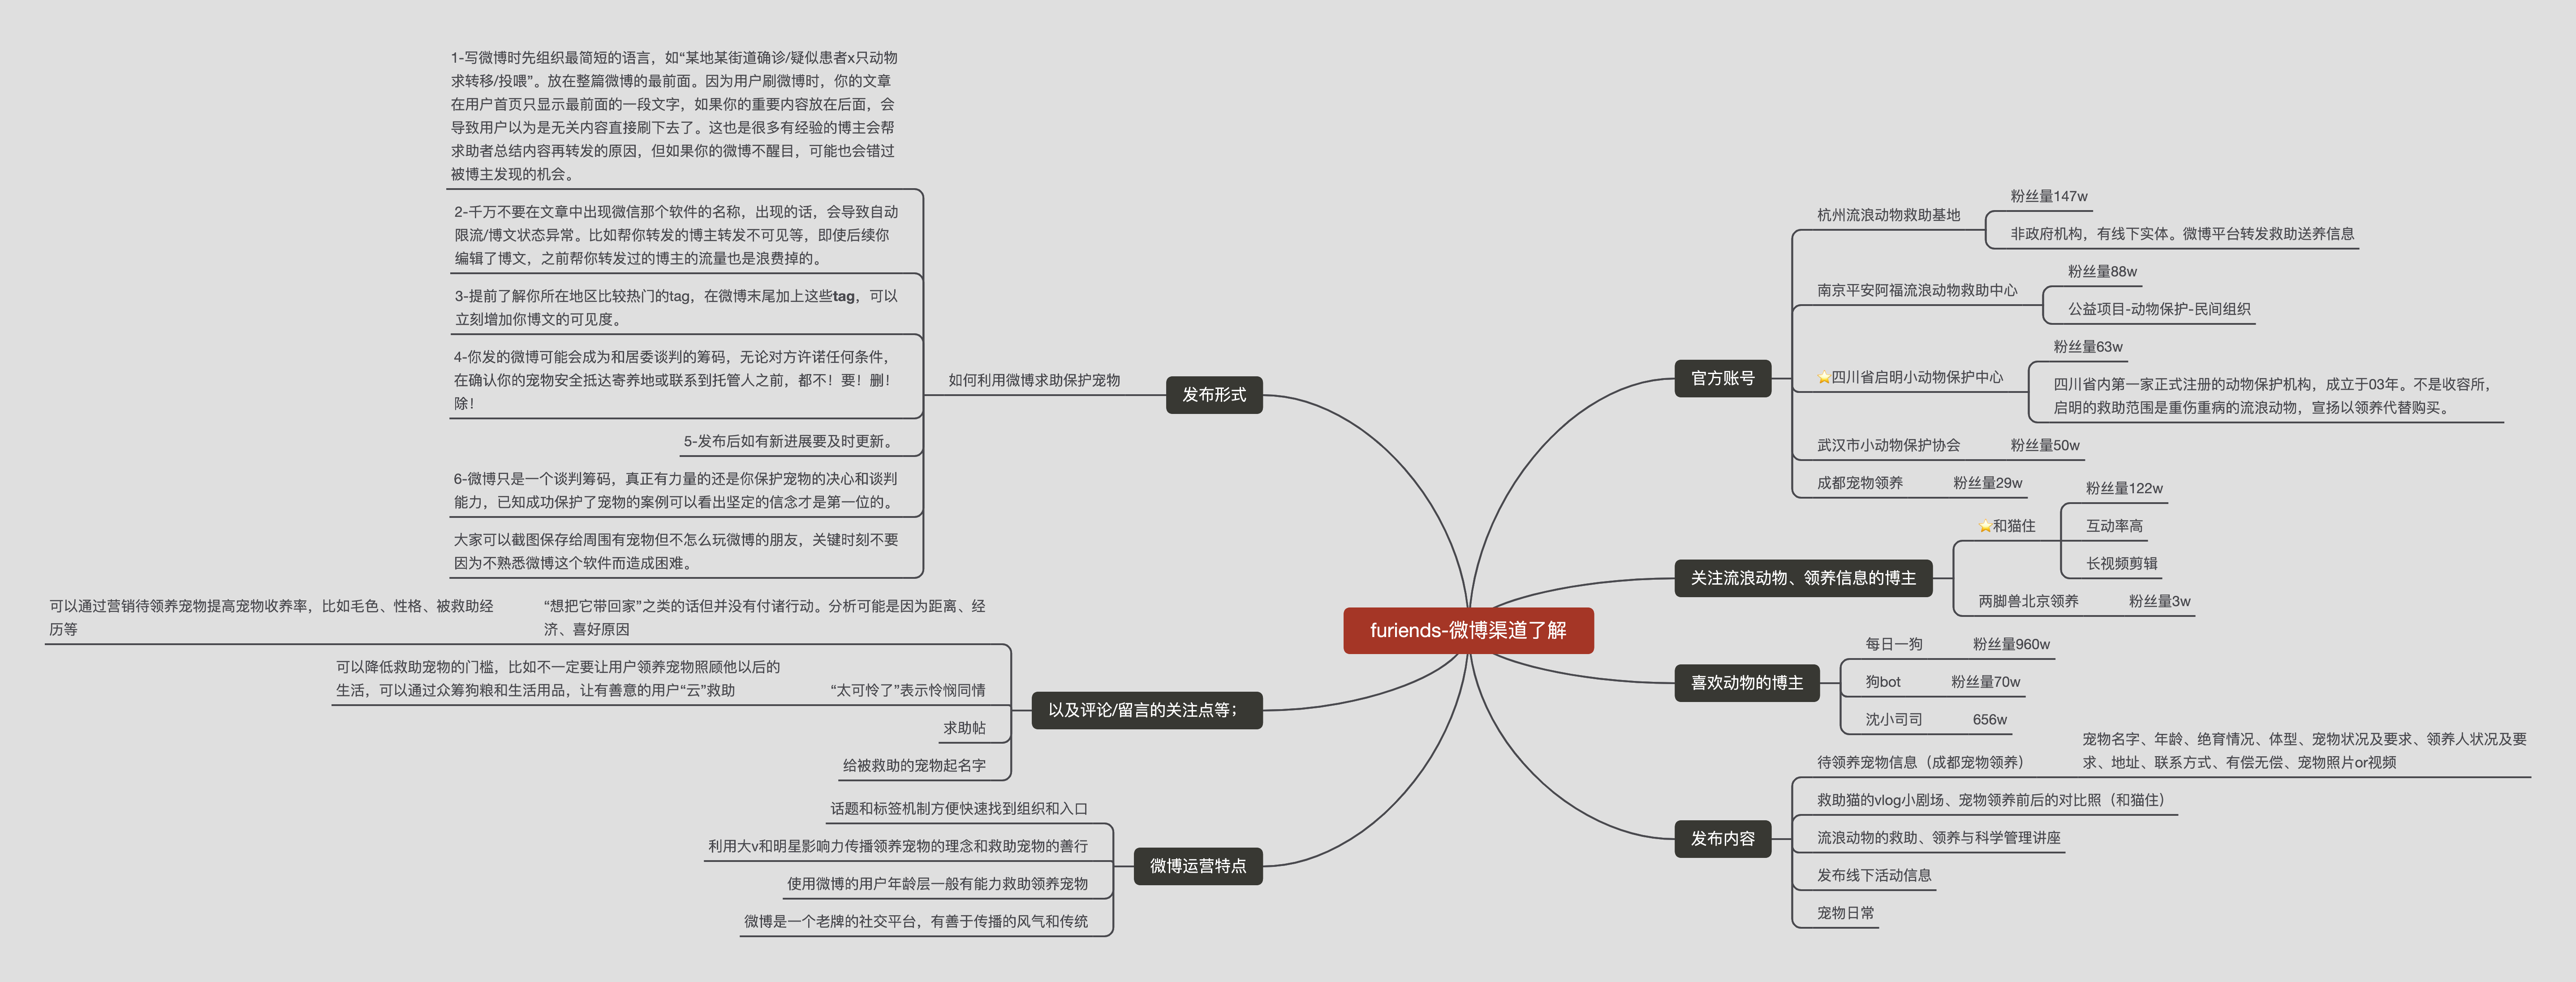 furiends-微博渠道了解
官方账号
杭州流浪动物救助基地
粉丝量147w
非政府机构，有线下实体。微博平台转发救助送养信息
南京平安阿福流浪动物救助中心
粉丝量88w
公益项目-动物保护-民间组织
⭐四川省启明小动物保护中心
粉丝量63w
四川省内第一家正式注册的动物保护机构，成立于03年。不是收容所，
启明的救助范围是重伤重病的流浪动物，宣扬以领养代替购买。
武汉市小动物保护协会
粉丝量50w
成都宠物领养
粉丝量29w
关注流浪动物、领养信息的博主
⭐和猫住
粉丝量122w
互动率高
长视频剪辑
两脚兽北京领养
粉丝量3w
喜欢动物的博主
每日一狗
粉丝量960w
狗bot
粉丝量70w
沈小司司
656w
发布内容
待领养宠物信息（成都宠物领养）
宠物名字、年龄、绝育情况、体型、宠物状况及要求、领养人状况及要
求、地址、联系方式、有偿无偿、宠物照片or视频
救助猫的vlog小剧场、宠物领养前后的对比照（和猫住）
流浪动物的救助、领养与科学管理讲座
发布线下活动信息
宠物日常
发布形式
如何利用微博求助保护宠物
1-写微博时先组织最简短的语言，如“某地某街道确诊/疑似患者x只动物
求转移/投喂”。放在整篇微博的最前面。因为用户刷微博时，你的文章
在用户首页只显示最前面的一段文字，如果你的重要内容放在后面，会
导致用户以为是无关内容直接刷下去了。这也是很多有经验的博主会帮
求助者总结内容再转发的原因，但如果你的微博不醒目，可能也会错过
被博主发现的机会。
2-千万不要在文章中出现微信那个软件的名称，出现的话，会导致自动
限流/博文状态异常。比如帮你转发的博主转发不可见等，即使后续你
编辑了博文，之前帮你转发过的博主的流量也是浪费掉的。
3-提前了解你所在地区比较热门的tag，在微博末尾加上这些tag，可以
立刻增加你博文的可见度。
4-你发的微博可能会成为和居委谈判的筹码，无论对方许诺任何条件，
在确认你的宠物安全抵达寄养地或联系到托管人之前，都不！要！删！
除！
5-发布后如有新进展要及时更新。
6-微博只是一个谈判筹码，真正有力量的还是你保护宠物的决心和谈判
能力，已知成功保护了宠物的案例可以看出坚定的信念才是第一位的。
大家可以截图保存给周围有宠物但不怎么玩微博的朋友，关键时刻不要
因为不熟悉微博这个软件而造成困难。
以及评论/留言的关注点等；
“想把它带回家”之类的话但并没有付诸行动。分析可能是因为距离、经
济、喜好原因
可以通过营销待领养宠物提高宠物收养率，比如毛色、性格、被救助经
历等
“太可怜了”表示怜悯同情
可以降低救助宠物的门槛，比如不一定要让用户领养宠物照顾他以后的
生活，可以通过众筹狗粮和生活用品，让有善意的用户“云”救助
求助帖
给被救助的宠物起名字
微博运营特点
话题和标签机制方便快速找到组织和入口
利用大v和明星影响力传播领养宠物的理念和救助宠物的善行
使用微博的用户年龄层一般有能力救助领养宠物
微博是一个老牌的社交平台，有善于传播的风气和传统